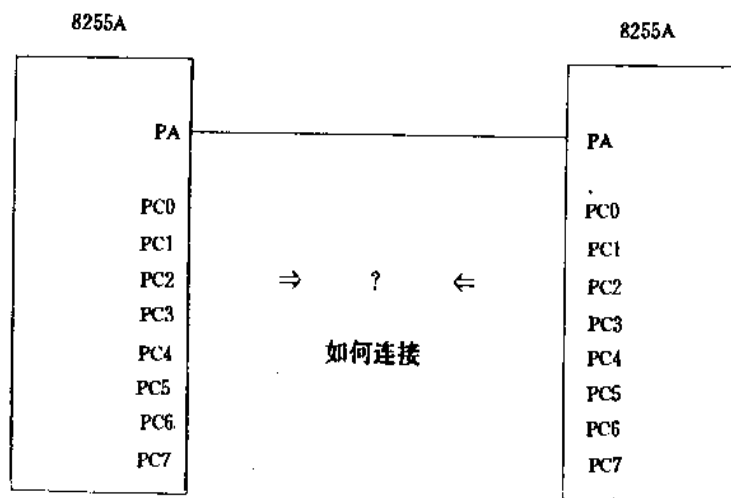 8255A
8255A
PA
PA
PC0
PC0
PC1
PC1
PC2
⇒ ? ⇐
PC2
PC3
PC3
如何连接
PC4
PC4
PC5
PC5
PC6
PC6
PC7
PC7